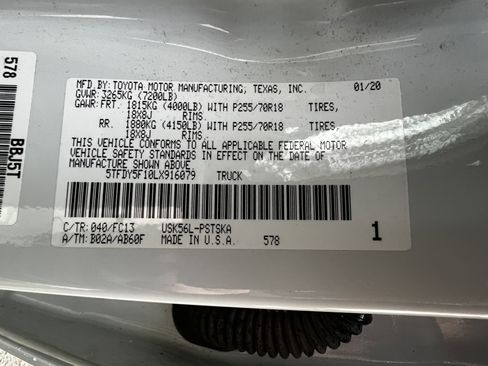 MFD.BY:TOYOTA MOTOR MANUFACTURING, TEXAS, INC. 01/20
GVWR:3265KG (7200LB)
GAWR:FRT. 1815KG (4000LB) WITH P255/70R18 TIRES,
18X8J RIMS.
RR. 1880KG (4150LB) WITH P255/70R18 TIRES,
18X8J RIMS.
THIS VEHICLE CONFORMS TO ALL APPLICABLE FEDERAL MOTOR
VEHICLE SAFETY STANDARDS IN EFFECT ON THE DATE OF
MANUFACTURE SHOWN ABOVE.
5TFDY5F10LX916079 TRUCK
C/TR: 040/FC13 USK56L-PSTSKA
A/TM: B02A/AB60F MADE IN U.S.A. 578 1
578